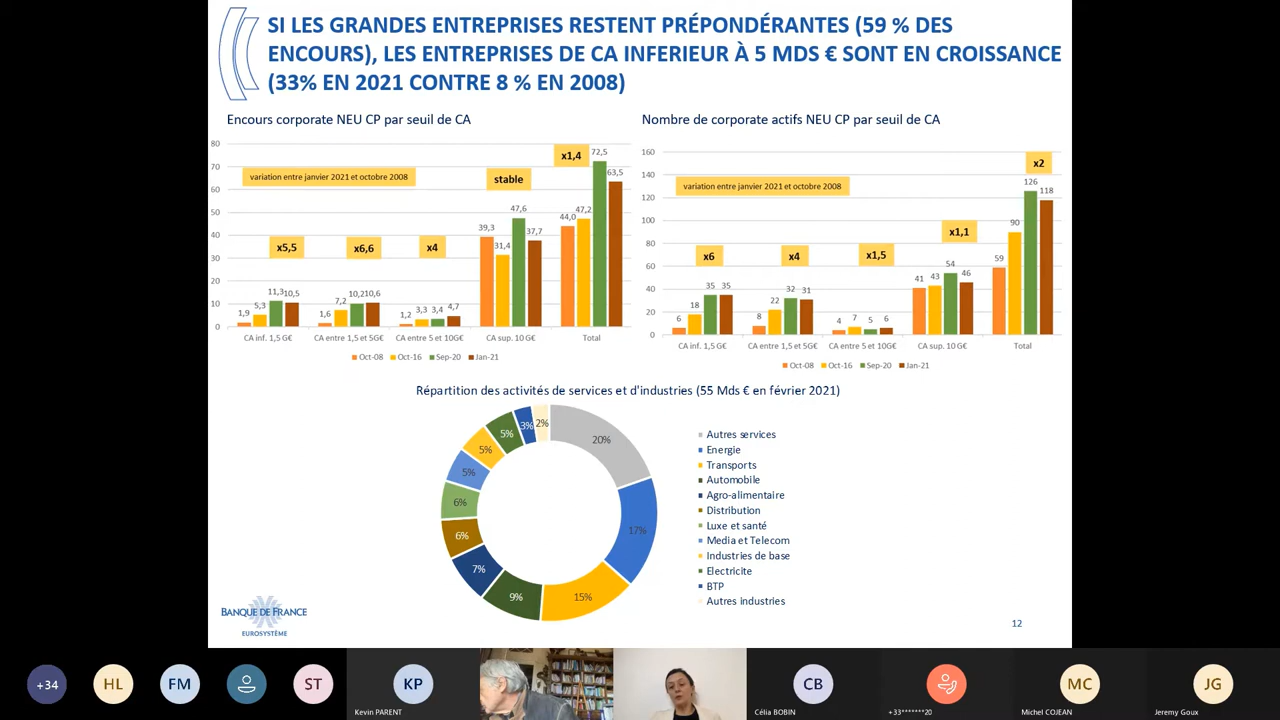 SI LES GRANDES ENTREPRISES RESTENT PRÉPONDÉRANTES (59 % DES
ENCOURS), LES ENTREPRISES DE CA INFERIEUR À 5 MDS € SONT EN CROISSANCE
(33% EN 2021 CONTRE 8 % EN 2008)
Encours corporate NEU CP par seuil de CA
80
70
60
50
40
30
20
10
0
variation entre janvier 2021 et octobre 2008
x5,5
x6,6
x4
stable
x1,4
1,9
5,3
11,3
10,5
1,6
7,2
10,2
10,6
1,2
3,3
3,4
4,7
39,3
31,4
47,6
37,7
44,0
47,2
72,5
63,5
CA inf. 1,5 G€
CA entre 1,5 et 5G€
CA entre 5 et 10G€
CA sup. 10 G€
Total
Oct-08
Oct-16
Sep-20
Jan-21
Nombre de corporate actifs NEU CP par seuil de CA
160
140
120
100
80
60
40
20
0
variation entre janvier 2021 et octobre 2008
x6
x4
x1,5
x1,1
x2
6
18
35
35
8
22
32
31
4
7
5
6
41
43
54
46
59
90
126
118
CA inf. 1,5 G€
CA entre 1,5 et 5G€
CA entre 5 et 10G€
CA sup. 10 G€
Total
Oct-08
Oct-16
Sep-20
Jan-21
Répartition des activités de services et d'industries (55 Mds € en février 2021)
20%
17%
15%
9%
7%
6%
6%
5%
5%
5%
3%
2%
Autres services
Energie
Transports
Automobile
Agro-alimentaire
Distribution
Luxe et santé
Media et Telecom
Industries de base
Electricite
BTP
Autres industries
BANQUE DE FRANCE
EUROSYSTÈME
12
+34
HL
FM
ST
KP
Kevin PARENT
CB
Célia BOBIN
+33*******20
MC
Michel COJEAN
JG
Jeremy Goux